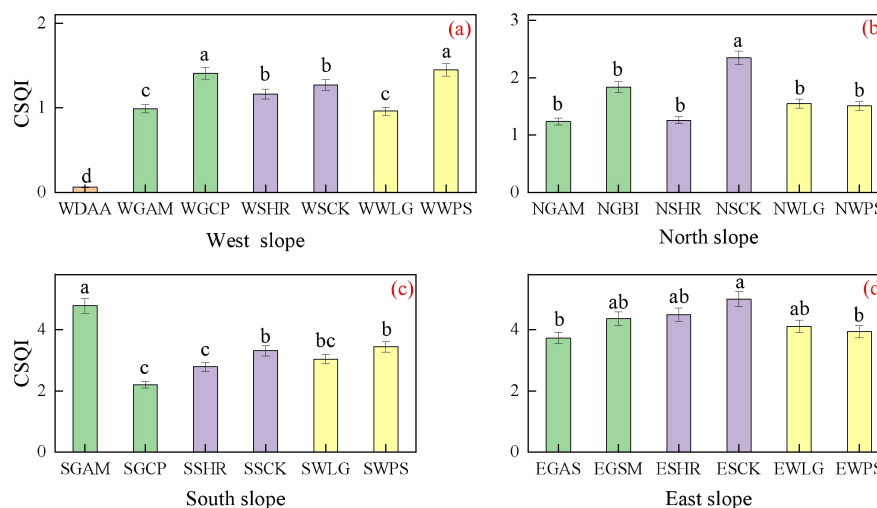 (a)
CSQI
2
1
0
d
c
a
b
b
c
a
WDAA WGAM WGCP WSHR WSCK WWLG WWPS
West slope
(b)
3
2
1
0
b
b
b
a
b
b
NGAM NGBI NSHR NSCK NWLG NWPS
North slope
(c)
CSQI
4
2
0
a
c
c
b
bc
b
SGAM SGCP SSHR SSCK SWLG SWPS
South slope
(d
4
2
0
b
ab
ab
a
ab
b
EGAS EGSM ESHR ESCK EWLG EWPS
East slope